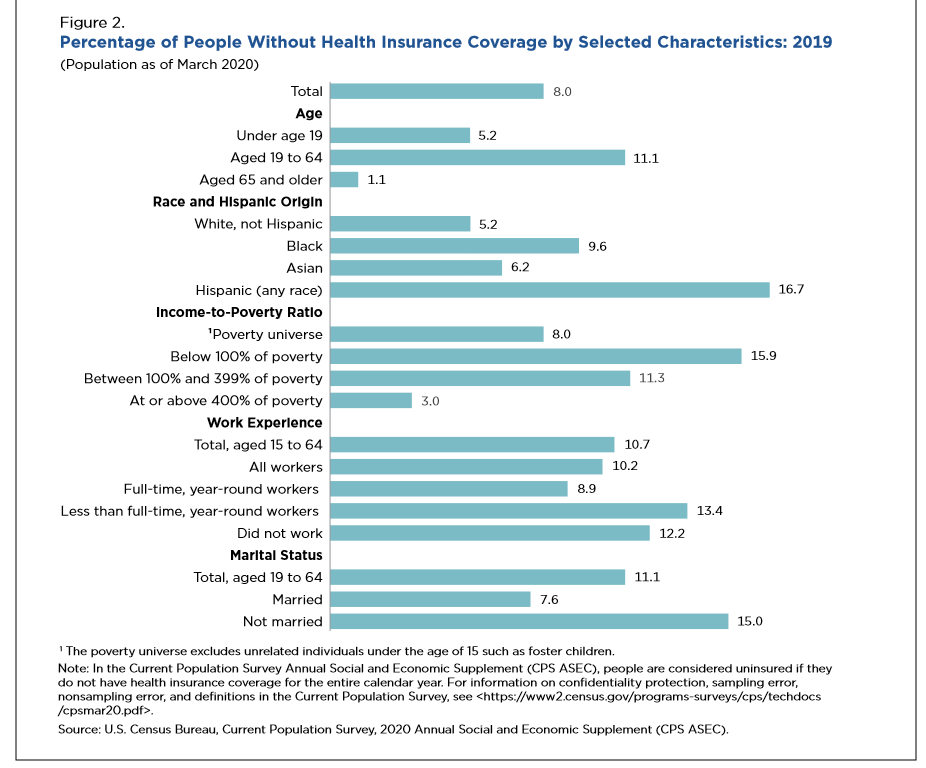 Figure 2.
Percentage of People Without Health Insurance Coverage by Selected Characteristics: 2019
(Population as of March 2020)
Total 8.0
Age
Under age 19 5.2
Aged 19 to 64 11.1
Aged 65 and older 1.1
Race and Hispanic Origin
White, not Hispanic 5.2
Black 9.6
Asian 6.2
Hispanic (any race) 16.7
Income-to-Poverty Ratio
¹Poverty universe 8.0
Below 100% of poverty 15.9
Between 100% and 399% of poverty 11.3
At or above 400% of poverty 3.0
Work Experience
Total, aged 15 to 64 10.7
All workers 10.2
Full-time, year-round workers 8.9
Less than full-time, year-round workers 13.4
Did not work 12.2
Marital Status
Total, aged 19 to 64 11.1
Married 7.6
Not married 15.0
¹ The poverty universe excludes unrelated individuals under the age of 15 such as foster children.
Note: In the Current Population Survey Annual Social and Economic Supplement (CPS ASEC), people are considered uninsured if they
do not have health insurance coverage for the entire calendar year. For information on confidentiality protection, sampling error,
nonsampling error, and definitions in the Current Population Survey, see <https://www2.census.gov/programs-surveys/cps/techdocs
/cpsmar20.pdf>.
Source: U.S. Census Bureau, Current Population Survey, 2020 Annual Social and Economic Supplement (CPS ASEC).